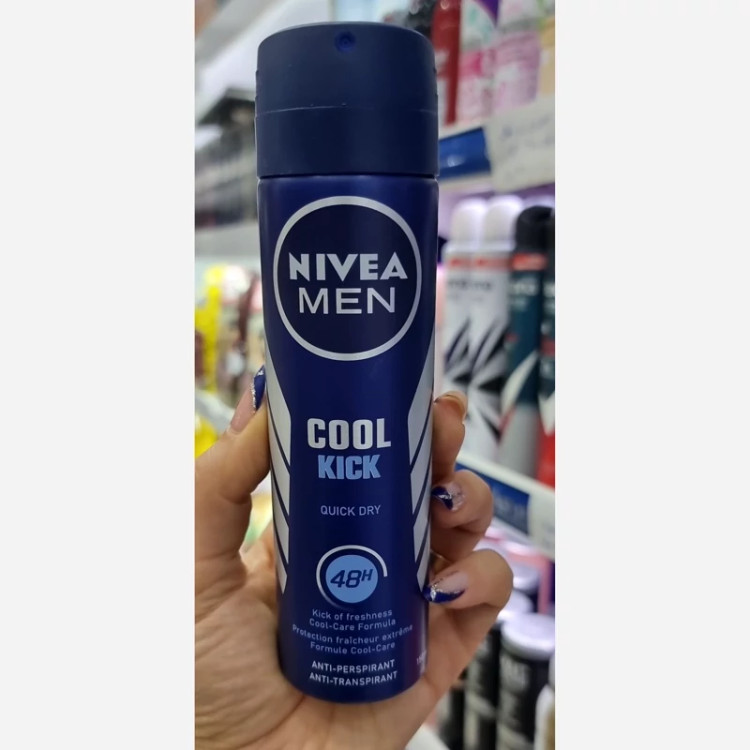 NIVEA
MEN
COOL
KICK
QUICK DRY
48H
Kick of freshness
Cool-Care Formula
Protection fraîcheur extrême
Formule Cool-Care
ANTI-PERSPIRANT
ANTI-TRANSPIRANT